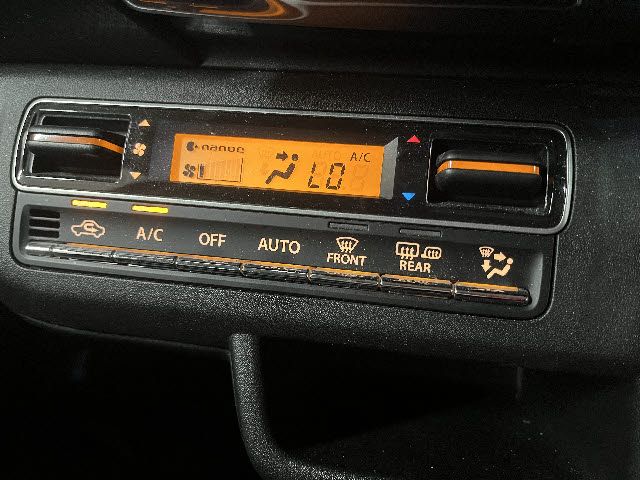 nanoe A/C
LO
A/C OFF AUTO FRONT REAR